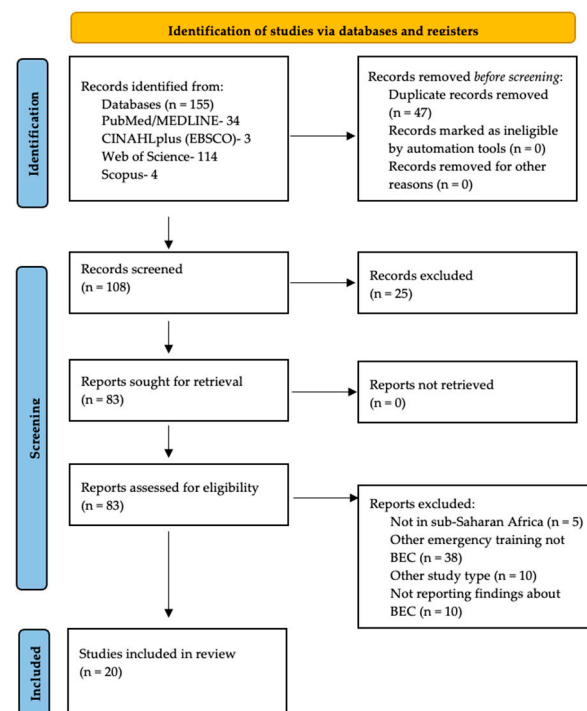 Identification of studies via databases and registers
Identification
Records identified from:
Databases (n = 155)
PubMed/MEDLINE- 34
CINAHLplus (EBSCO)- 3
Web of Science- 114
Scopus- 4
Records removed before screening:
Duplicate records removed
(n = 47)
Records marked as ineligible
by automation tools (n = 0)
Records removed for other
reasons (n = 0)
Screening
Records screened
(n = 108)
Records excluded
(n = 25)
Reports sought for retrieval
(n = 83)
Reports not retrieved
(n = 0)
Reports assessed for eligibility
(n = 83)
Reports excluded:
Not in sub-Saharan Africa (n = 5)
Other emergency training not
BEC (n = 38)
Other study type (n = 10)
Not reporting findings about
BEC (n = 10)
Included
Studies included in review
(n = 20)